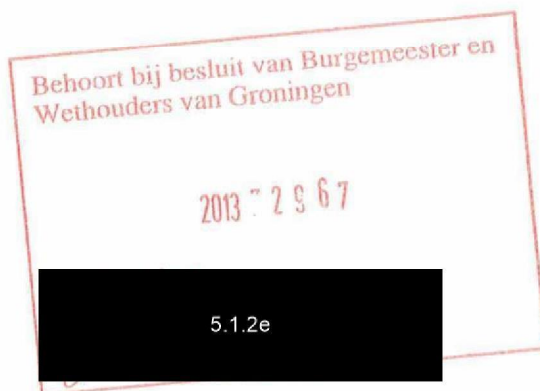 Behoort bij besluit van Burgemeester en
Wethouders van Groningen
2013 - 2967
5.1.2e